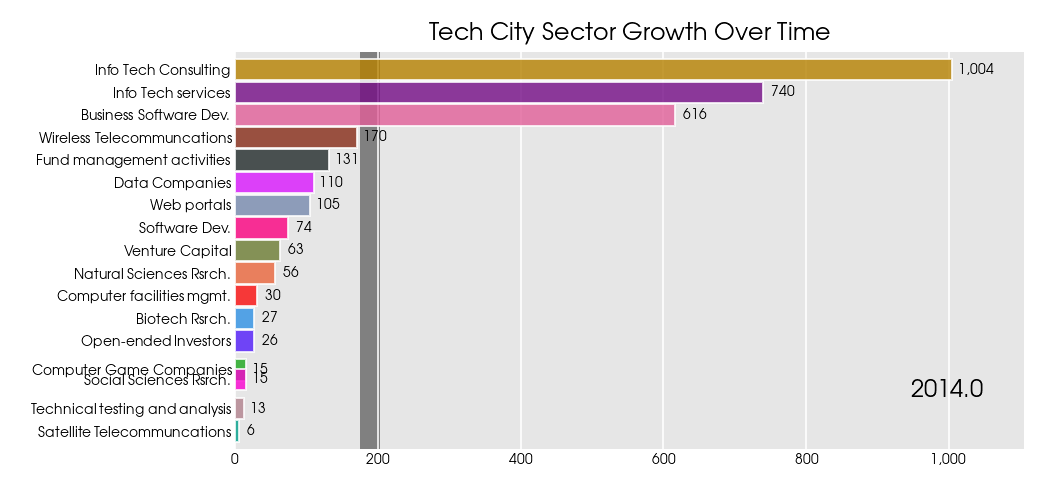 Tech City Sector Growth Over Time
Info Tech Consulting 1,004
Info Tech services 740
Business Software Dev. 616
Wireless Telecommuncations 170
Fund management activities 131
Data Companies 110
Web portals 105
Software Dev. 74
Venture Capital 63
Natural Sciences Rsrch. 56
Computer facilities mgmt. 30
Biotech Rsrch. 27
Open-ended Investors 26
Computer Game Companies 15
Social Sciences Rsrch. 15
2014.0
Technical testing and analysis 13
Satellite Telecommuncations 6
0 200 400 600 800 1,000